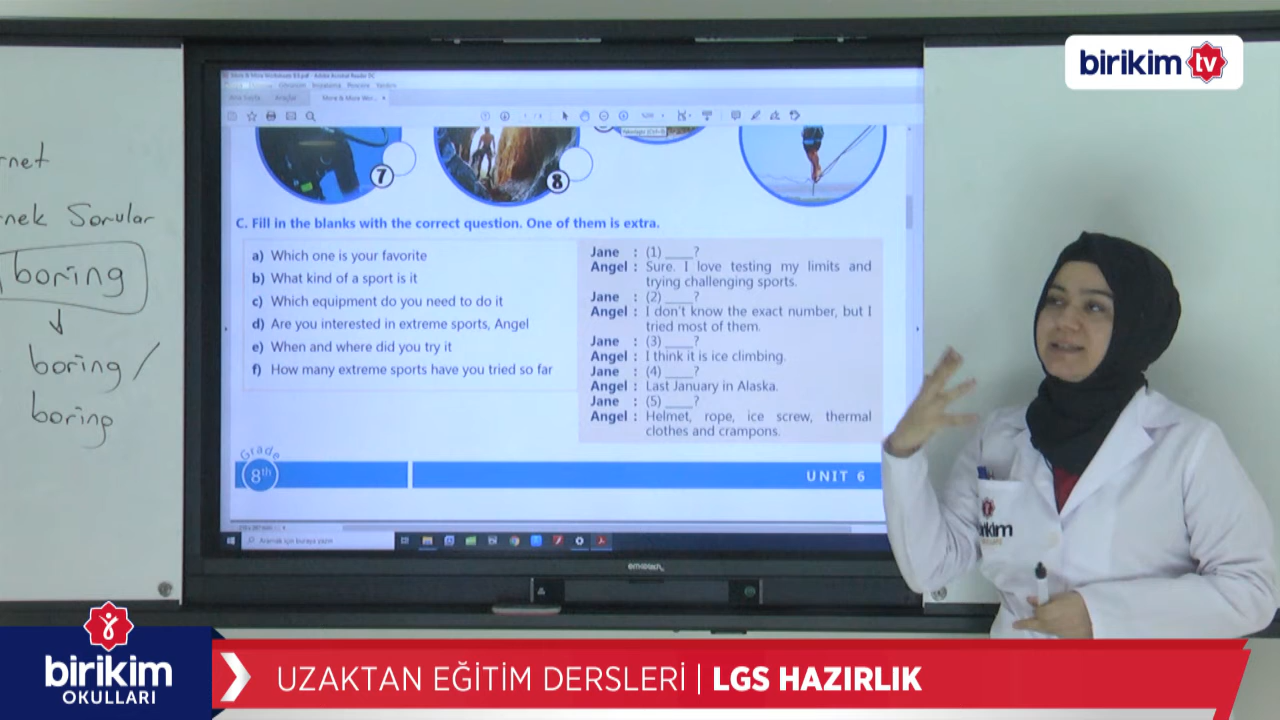 birikim tv
rnet
nek Sorular
boring
boring /
boring
7
8
C. Fill in the blanks with the correct question. One of them is extra.
a) Which one is your favorite
b) What kind of a sport is it
c) Which equipment do you need to do it
d) Are you interested in extreme sports, Angel
e) When and where did you try it
f) How many extreme sports have you tried so far
Jane : (1) ____?
Angel : Sure. I love testing my limits and
trying challenging sports.
Jane : (2) ____?
Angel : I don't know the exact number, but I
tried most of them.
Jane : (3) ____?
Angel : I think it is ice climbing.
Jane : (4) ____?
Angel : Last January in Alaska.
Jane : (5) ____?
Angel : Helmet, rope, ice screw, thermal
clothes and crampons.
Grade
8th
UNIT 6
Aramak için buraya yazın
birikim
OKULLARI
UZAKTAN EĞİTİM DERSLERİ | LGS HAZIRLIK